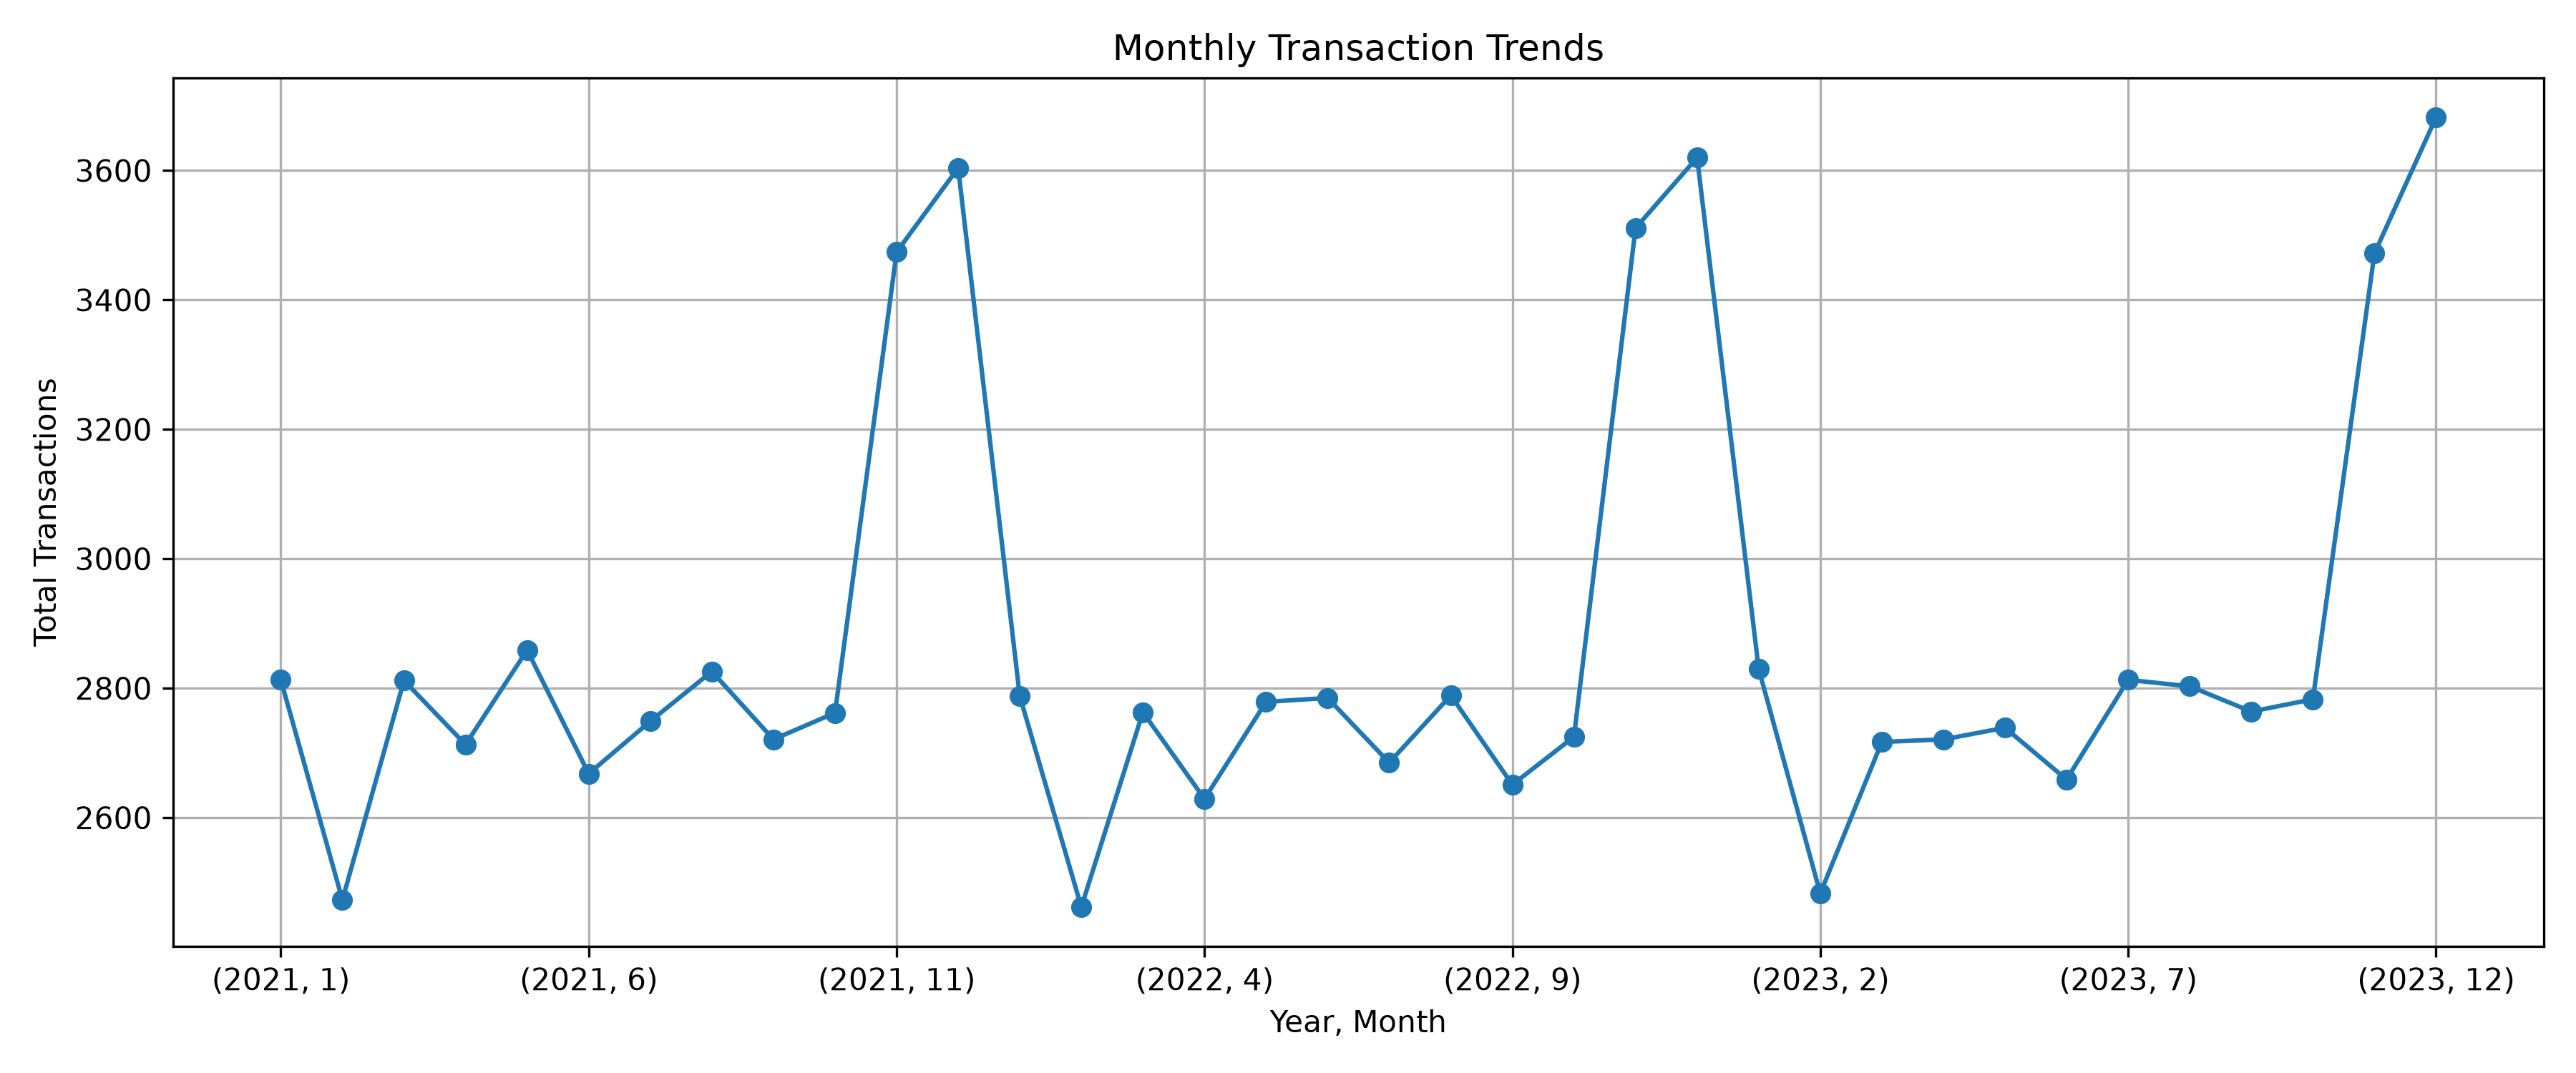 Monthly Transaction Trends
Total Transactions
3600
3400
3200
3000
2800
2600
(2021, 1) (2021, 6) (2021, 11) (2022, 4) (2022, 9) (2023, 2) (2023, 7) (2023, 12)
Year, Month